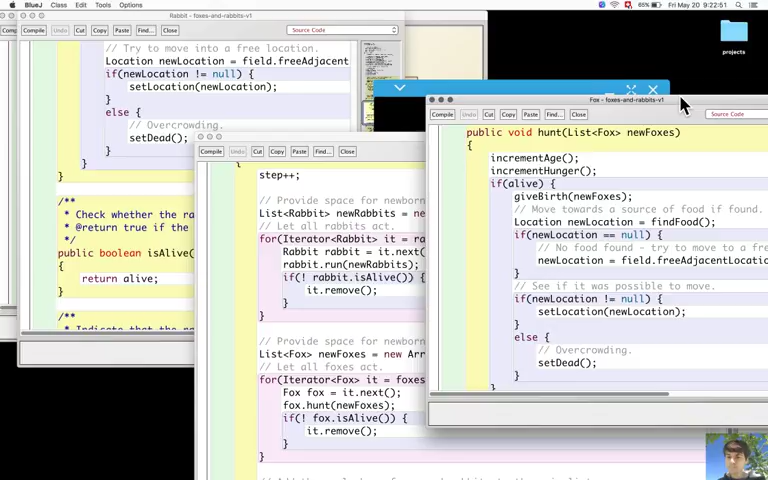 BlueJ Class Edit Tools Options
65% Fri May 20 9:22:51
Rabbit - foxes-and-rabbits-v1
Compile Undo Cut Copy Paste Find... Close Source Code
// Try to move into a free location.
Location newLocation = field.freeAdjacent
if(newLocation != null) {
setLocation(newLocation);
}
else {
// Overcrowding.
setDead();
}
}
}
/**
* Check whether the ra
* @return true if the
*/
public boolean isAlive(
{
return alive;
}
/**
* Indicate that the ra
Compile Undo Cut Copy Paste Find... Close
{
step++;
// Provide space for newborn
List<Rabbit> newRabbits = new
// Let all rabbits act.
for(Iterator<Rabbit> it = ra
Rabbit rabbit = it.next(
rabbit.run(newRabbits);
if(! rabbit.isAlive()) {
it.remove();
}
}
// Provide space for newborn
List<Fox> newFoxes = new Arr
// Let all foxes act.
for(Iterator<Fox> it = foxes
Fox fox = it.next();
fox.hunt(newFoxes);
if(! fox.isAlive()) {
it.remove();
}
}
Fox - foxes-and-rabbits-v1
Compile Undo Cut Copy Paste Find... Close Source Code
public void hunt(List<Fox> newFoxes)
{
incrementAge();
incrementHunger();
if(alive) {
giveBirth(newFoxes);
// Move towards a source of food if found.
Location newLocation = findFood();
if(newLocation == null) {
// No food found - try to move to a fre
newLocation = field.freeAdjacentLocatio
}
// See if it was possible to move.
if(newLocation != null) {
setLocation(newLocation);
}
else {
// Overcrowding.
setDead();
}
}
projects